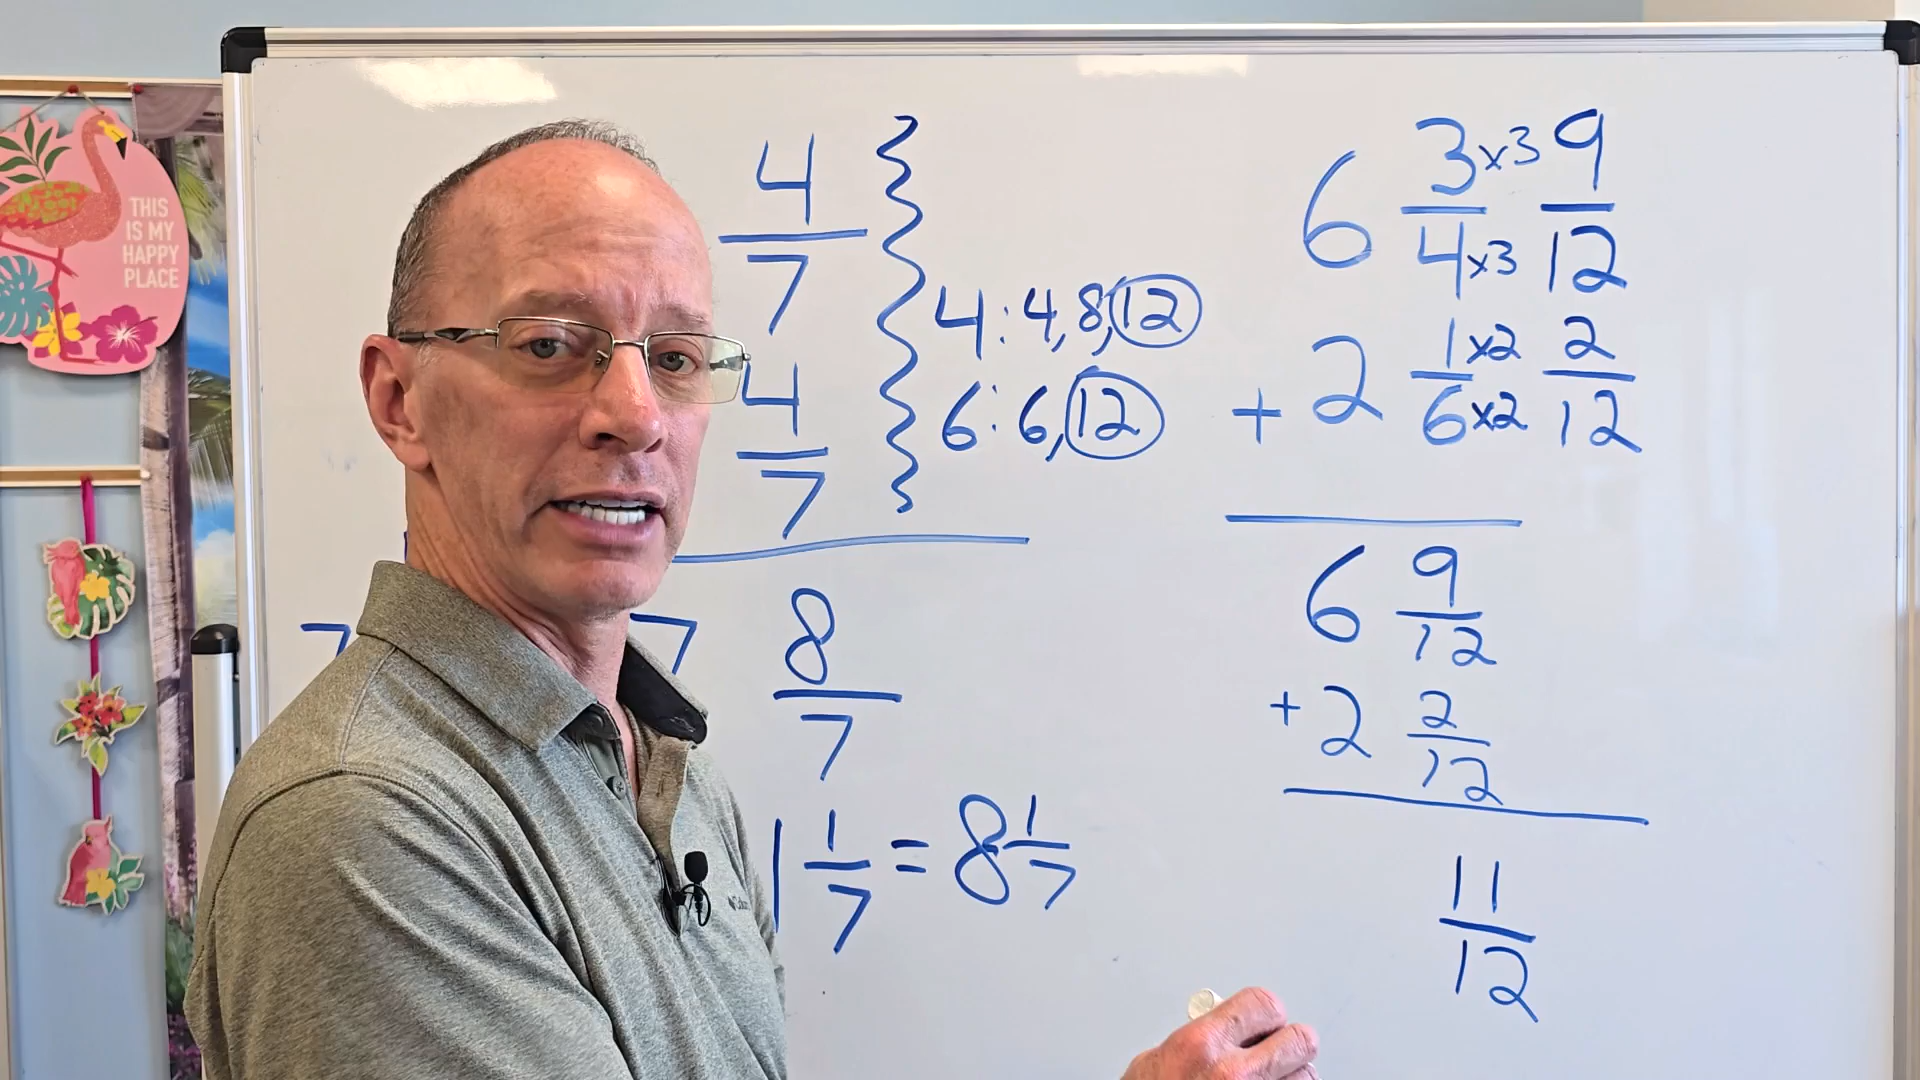 THIS
IS MY
HAPPY
PLACE
4/7
4/7
7 7 8/7
1 1/7 = 8 1/7
4: 4, 8, 12
6: 6, 12
6 3/4 x3 x3 9/12
+ 2 1/6 x2 x2 2/12
6 9/12
+ 2 2/12
11/12